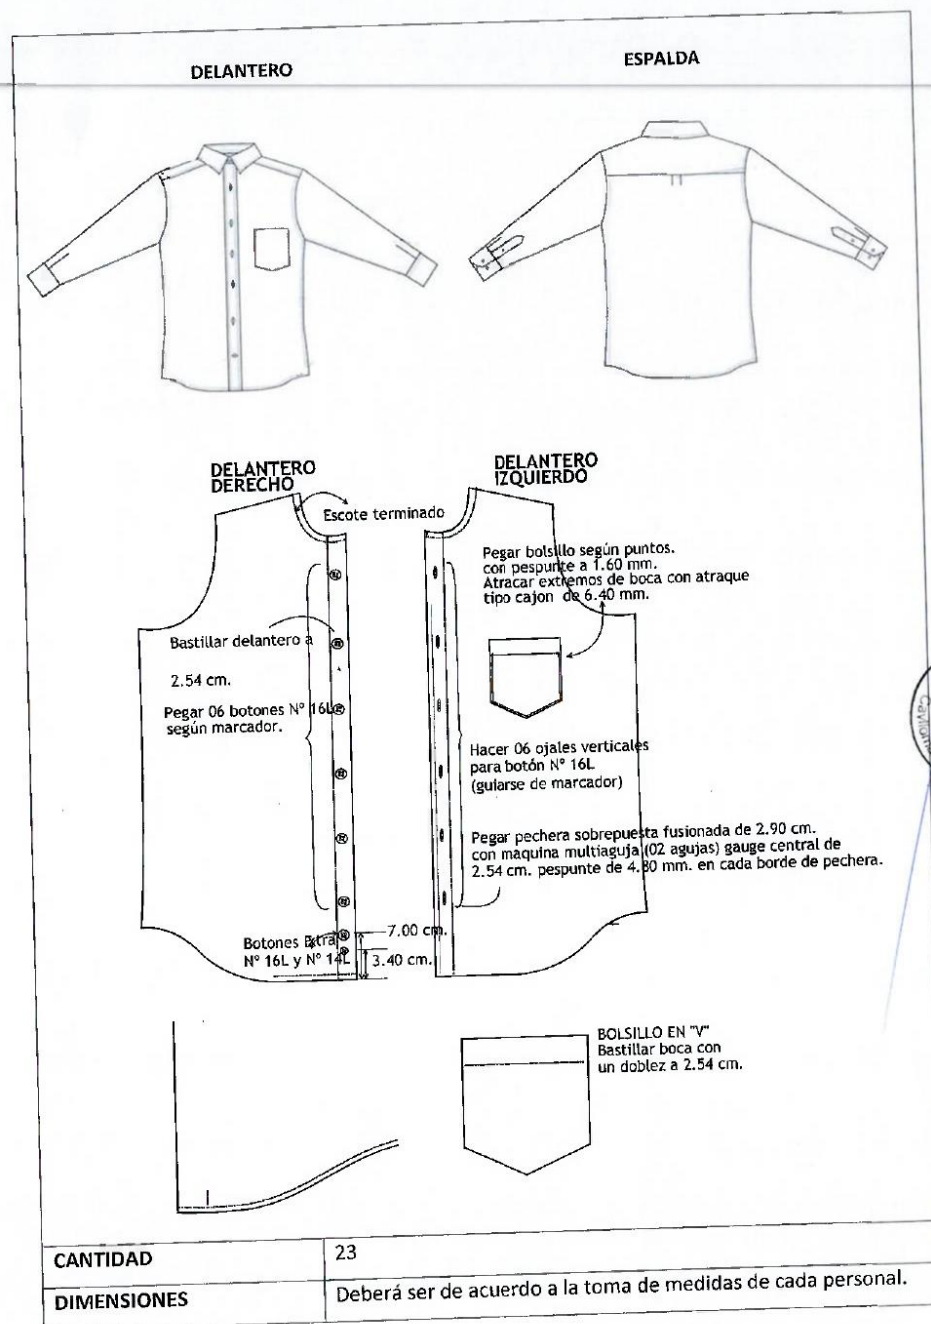 DELANTERO
ESPALDA
DELANTERO
DERECHO
DELANTERO
IZQUIERDO
Escote terminado
Pegar bolsillo según puntos.
con pespunte a 1.60 mm.
Atracar extremos de boca con atraque
tipo cajon de 6.40 mm.
Bastillar delantero a
2.54 cm.
Pegar 06 botones Nº 16L
según marcador.
Hacer 06 ojales verticales
para botón Nº 16L
(guiarse de marcador)
Pegar pechera sobrepuesta fusionada de 2.90 cm.
con maquina multiaguja (02 agujas) gauge central de
2.54 cm. pespunte de 4.80 mm. en cada borde de pechera.
Botones Extra
Nº 16L y Nº 14L
7.00 cm.
3.40 cm.
BOLSILLO EN "V"
Bastillar boca con
un doblez a 2.54 cm.
CANTIDAD
23
DIMENSIONES
Deberá ser de acuerdo a la toma de medidas de cada personal.